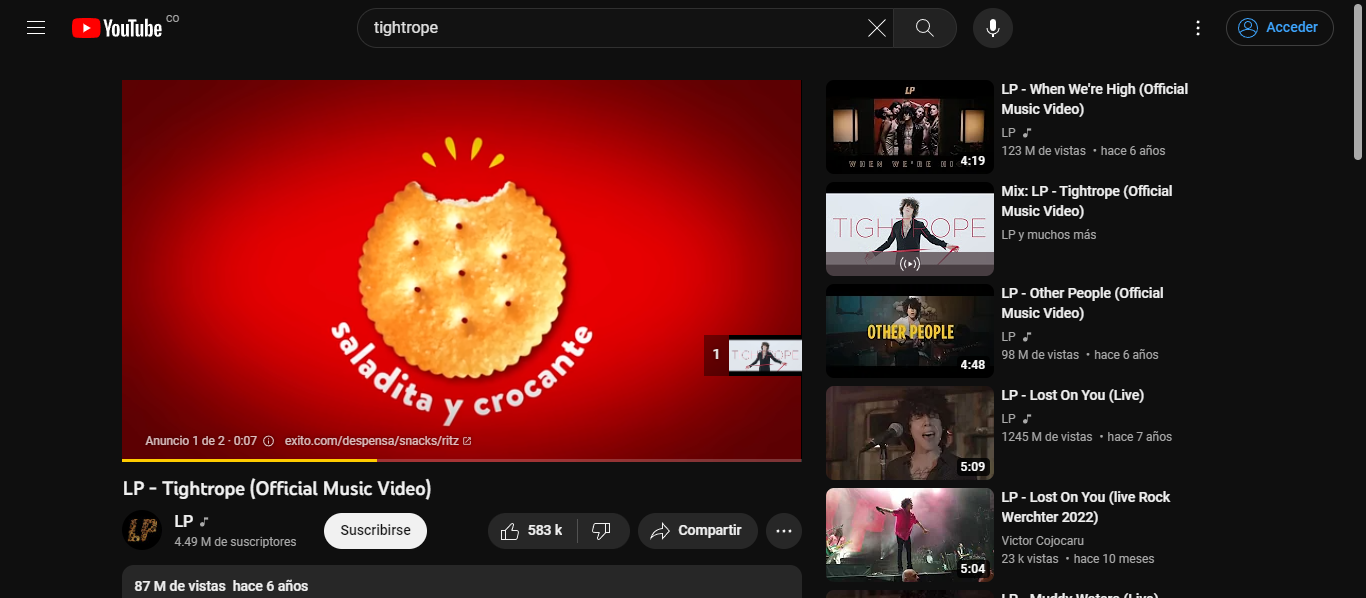 YouTube CO
tightrope
Acceder
saladita y crocante
1
TIGHTROPE
Anuncio 1 de 2 · 0:07
exito.com/despensa/snacks/ritz
LP - Tightrope (Official Music Video)
LP
LP
4.49 M de suscriptores
Suscribirse
583 k
Compartir
87 M de vistas hace 6 años
LP
WHEN WE'RE HI
4:19
LP - When We're High (Official
Music Video)
LP
123 M de vistas • hace 6 años
TIGHTROPE
Mix: LP - Tightrope (Official
Music Video)
LP y muchos más
OTHER PEOPLE
4:48
LP - Other People (Official
Music Video)
LP
98 M de vistas • hace 6 años
5:09
LP - Lost On You (Live)
LP
1245 M de vistas • hace 7 años
5:04
LP - Lost On You (live Rock
Werchter 2022)
Victor Cojocaru
23 k vistas • hace 10 meses
LP - Muddy Waters (Live)